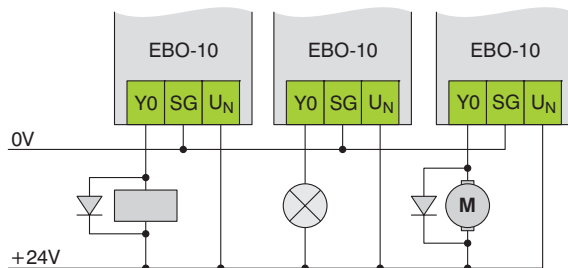 EBO-10 EBO-10 EBO-10
Y0 SG UN Y0 SG UN Y0 SG UN
0V
M
+24V